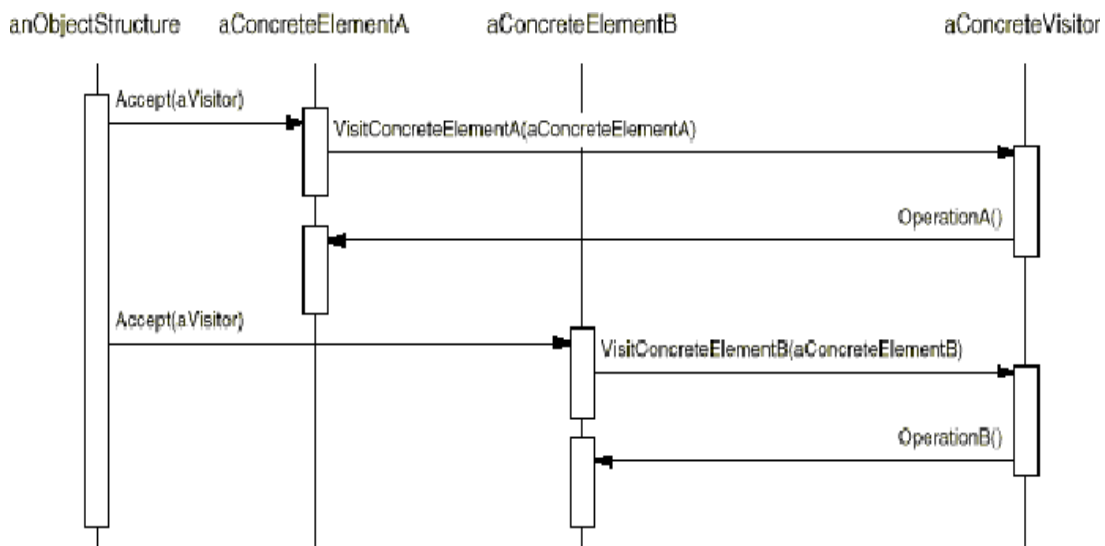 anObjectStructure aConcreteElementA aConcreteElementB aConcreteVisitor
Accept(aVisitor)
VisitConcreteElementA(aConcreteElementA)
OperationA()
Accept(aVisitor)
VisitConcreteElementB(aConcreteElementB)
OperationB()